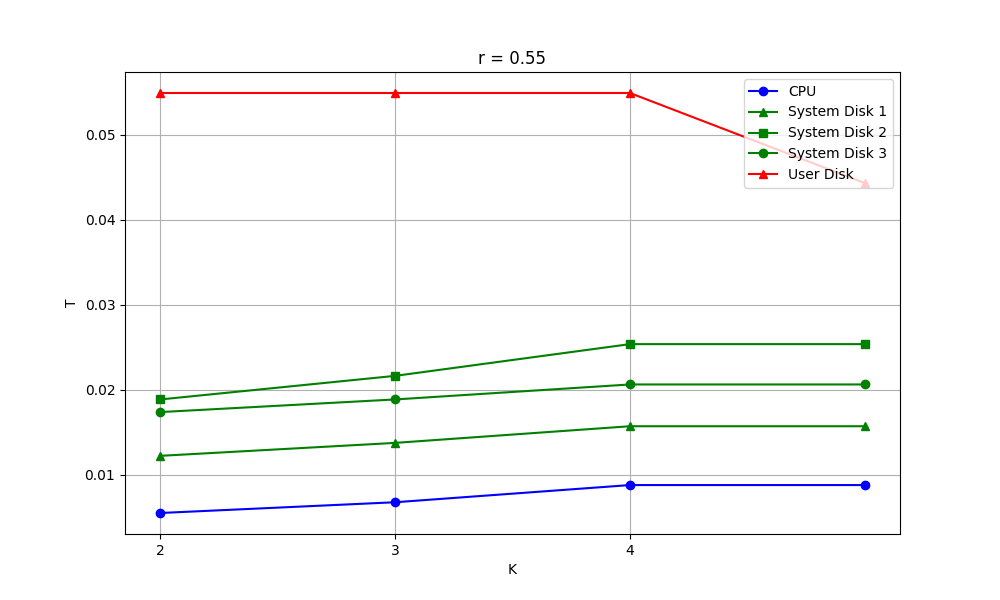 r = 0.55
CPU
System Disk 1
System Disk 2
System Disk 3
User Disk
0.05
0.04
0.03
0.02
0.01
T
2 3 4
K